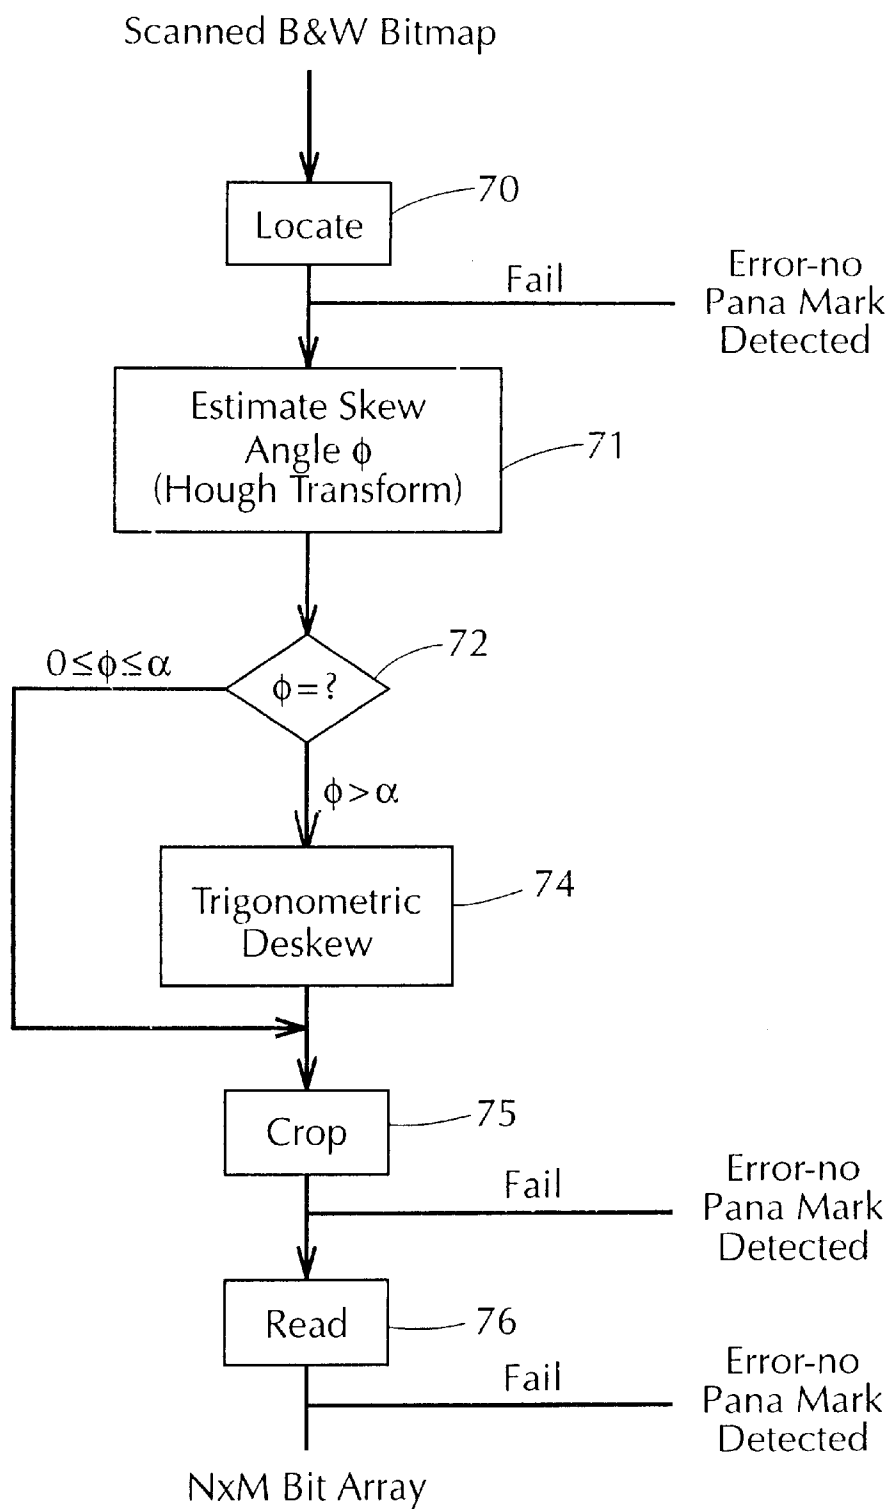 Scanned B&W Bitmap
70
Locate
Fail
Error-no
Pana Mark
Detected
Estimate Skew
Angle ϕ
(Hough Transform)
71
72
0≤ϕ≤α
ϕ=?
ϕ>α
74
Trigonometric
Deskew
75
Crop
Fail
Error-no
Pana Mark
Detected
76
Read
Fail
Error-no
Pana Mark
Detected
NxM Bit Array